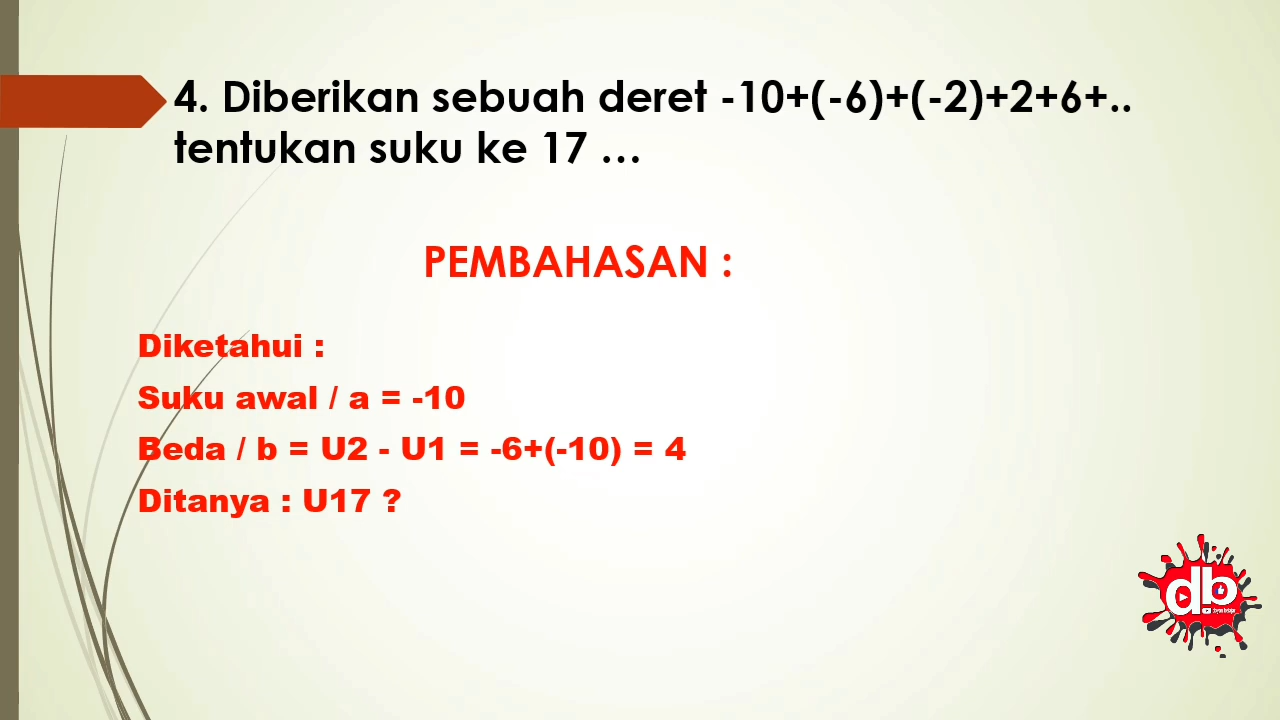 4. Diberikan sebuah deret -10+(-6)+(-2)+2+6+..
tentukan suku ke 17 ...
PEMBAHASAN :
Diketahui :
Suku awal / a = -10
Beda / b = U2 - U1 = -6+(-10) = 4
Ditanya : U17 ?
db